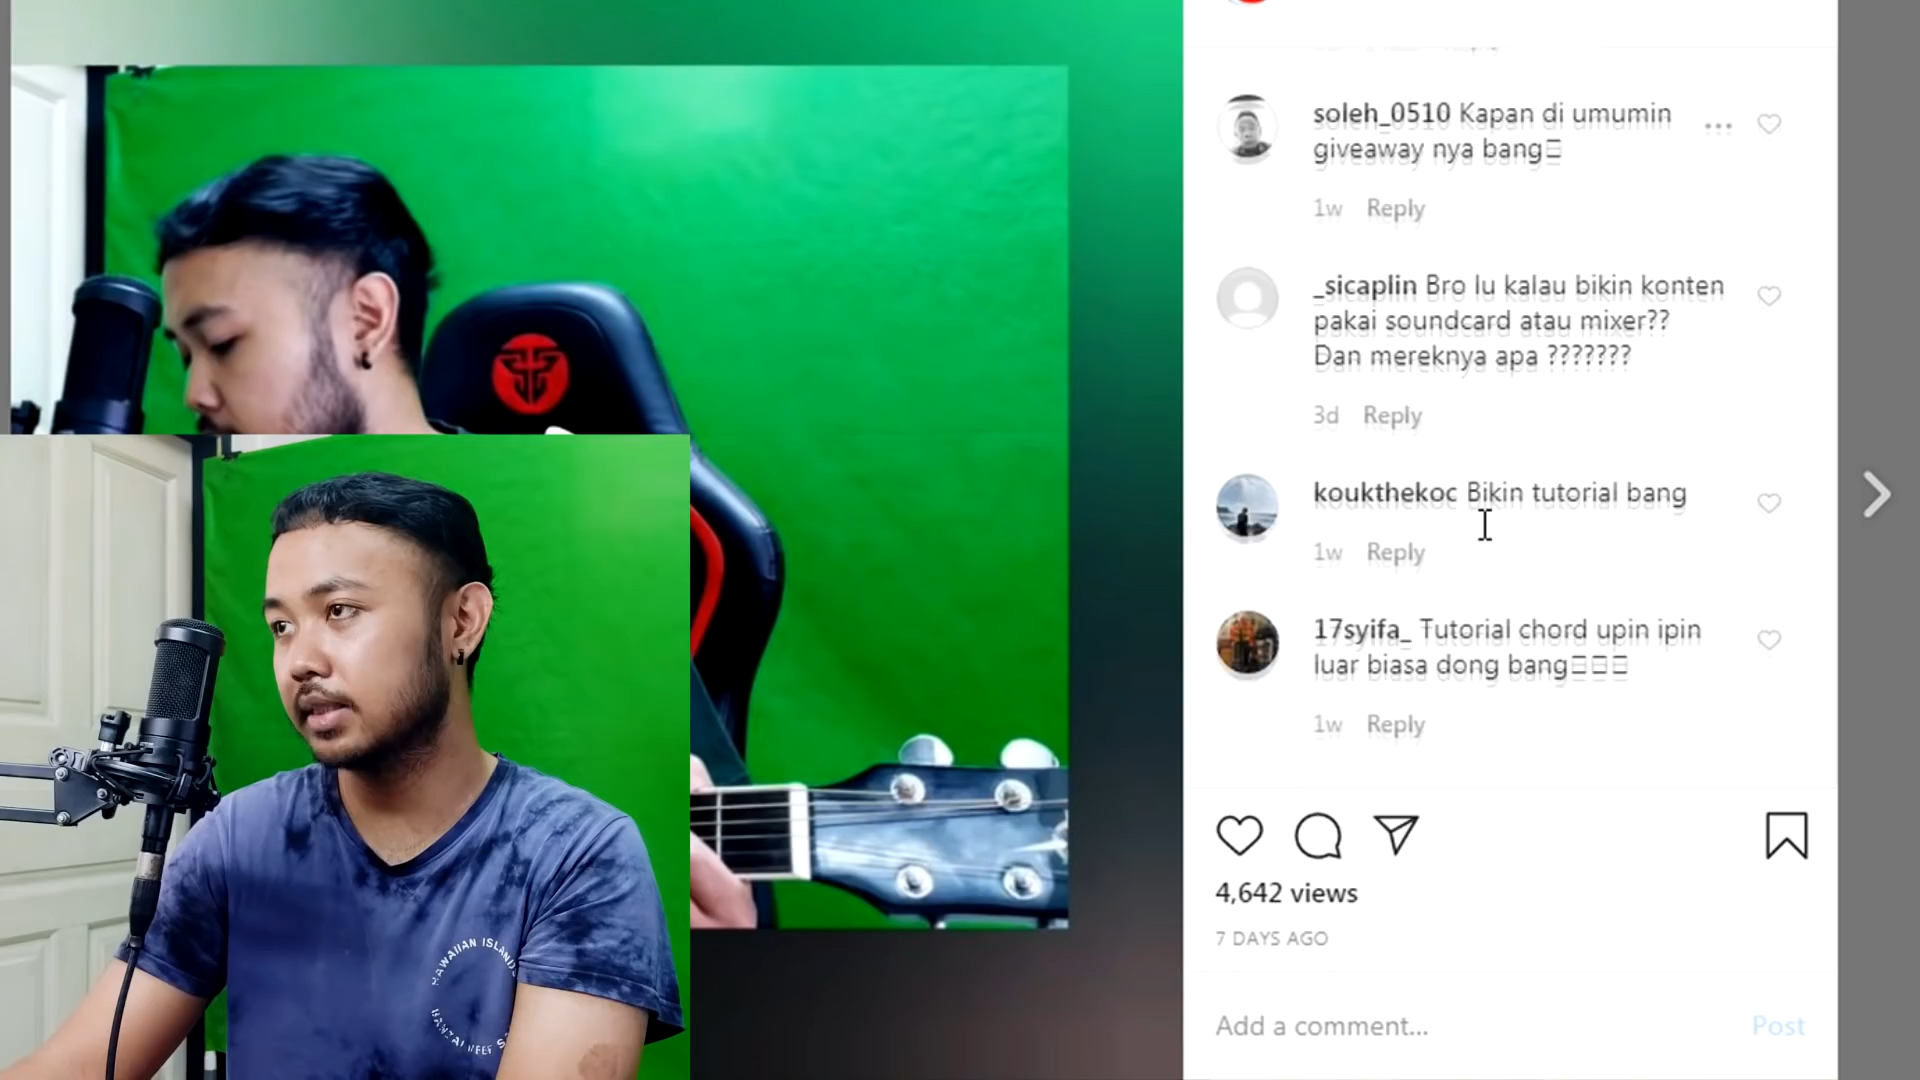 soleh_0510 Kapan di umumin
giveaway nya bang
1w Reply
_sicaplin Bro lu kalau bikin konten
pakai soundcard atau mixer??
Dan mereknya apa ???????
3d Reply
koukthekoc Bikin tutorial bang
1w Reply
17syifa_ Tutorial chord upin ipin
luar biasa dong bang
1w Reply
4,642 views
7 DAYS AGO
Add a comment...
Post
HAWAIIAN ISLANDS